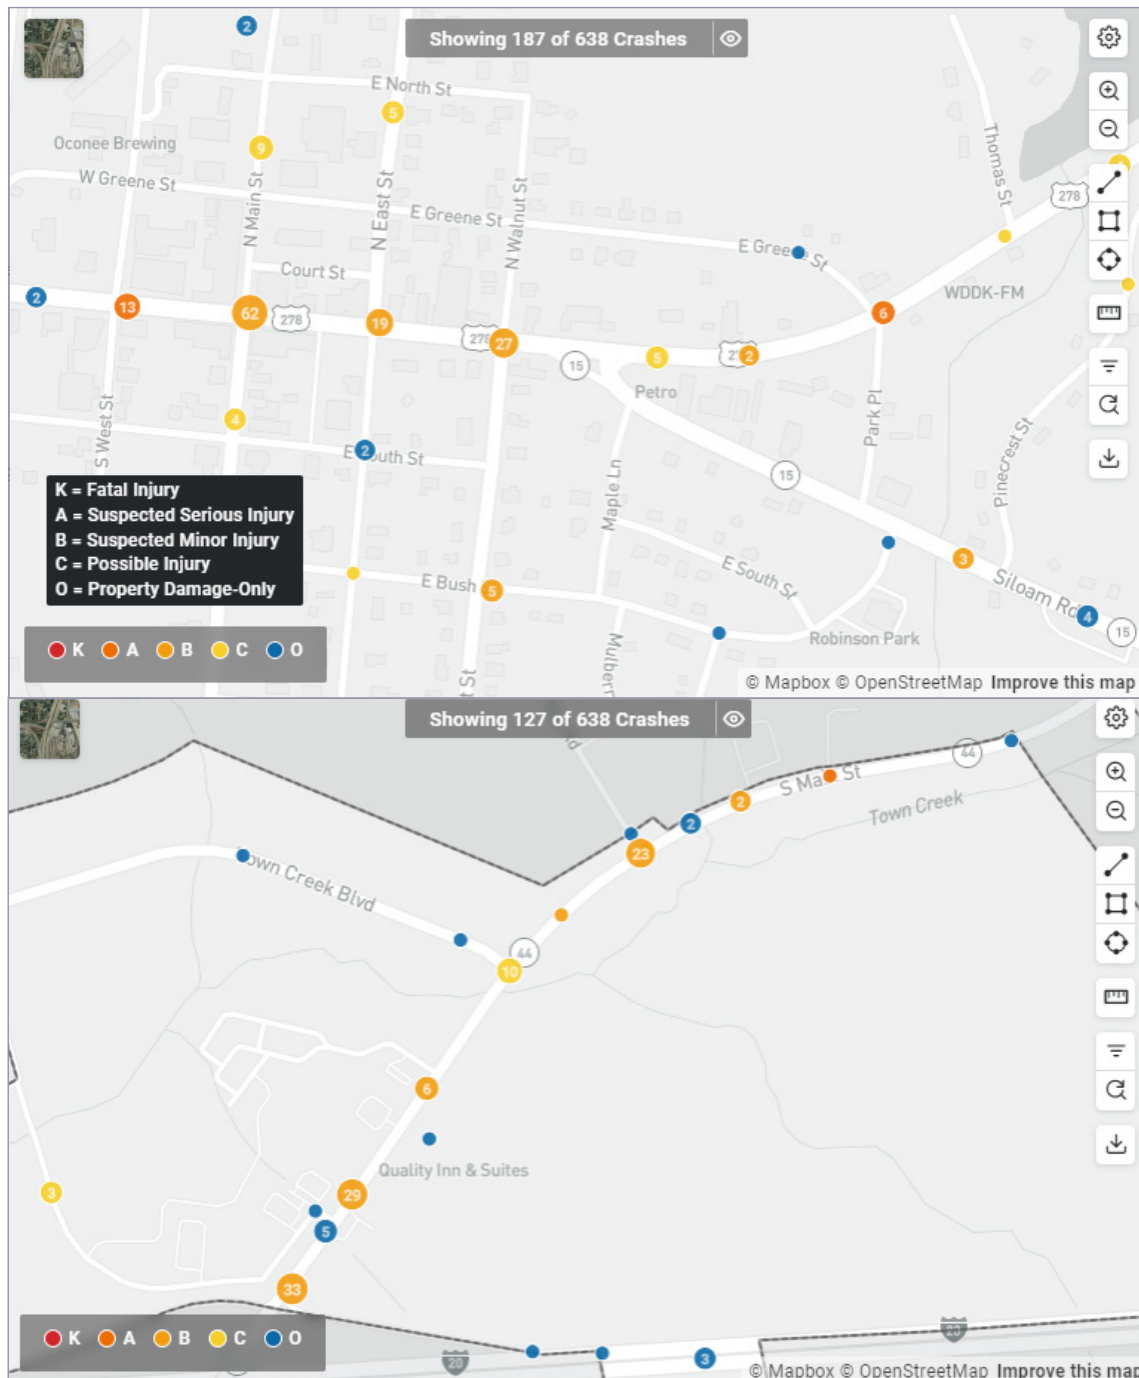 2
Showing 187 of 638 Crashes
E North St
5
Oconee Brewing
9
Thomas St
W Greene St
N Main St
N East St
N Walnut St
278
E Greene St
E Greene St
Court St
WDDK-FM
2
13
62
278
19
27
15
5
2
6
Petro
4
S West St
2
E South St
Park Pl
15
Maple Ln
Pinecrest St
K = Fatal Injury
A = Suspected Serious Injury
B = Suspected Minor Injury
C = Possible Injury
O = Property Damage-Only
3
E South St
E Bush
5
Siloam Rd
4
15
Robinson Park
K A B C O
© Mapbox © OpenStreetMap Improve this map
Showing 127 of 638 Crashes
44
S Main St
2
Town Creek
2
23
Town Creek Blvd
44
10
6
Quality Inn & Suites
3
29
5
33
K A B C O
20
20
3
© Mapbox © OpenStreetMap Improve this map